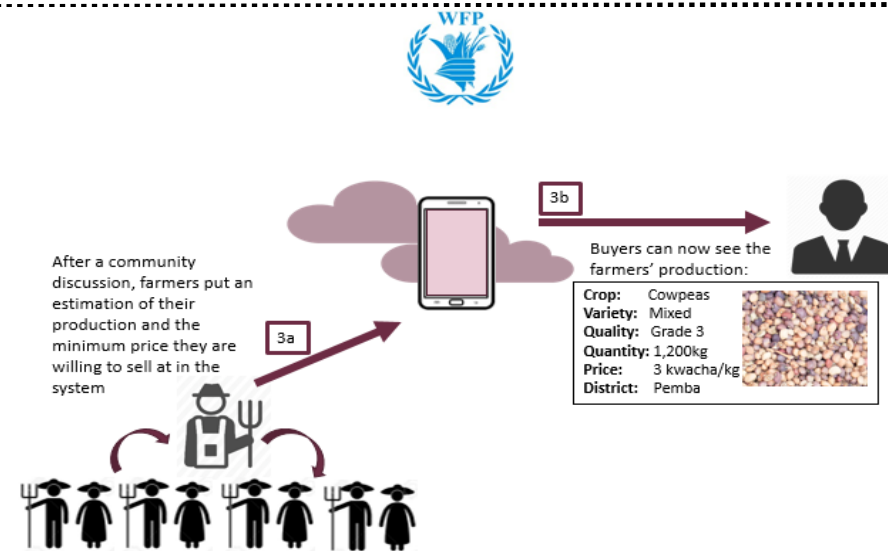 WFP
3b
Buyers can now see the
farmers’ production:
Crop: Cowpeas
Variety: Mixed
Quality: Grade 3
Quantity: 1,200kg
Price: 3 kwacha/kg
District: Pemba
After a community
discussion, farmers put an
estimation of their
production and the
minimum price they are
willing to sell at in the
system
3a